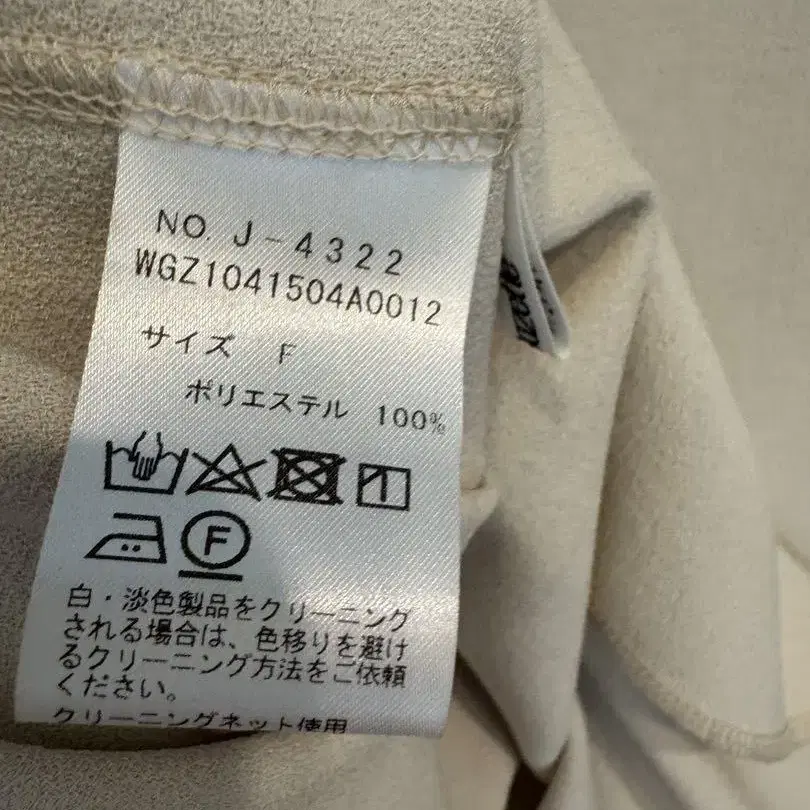 NO. J-4322
WGZ1041504A0012
サイズ F
ポリエステル 100%
F
白・淡色製品をクリーニング
される場合は、色移りを避け
るクリーニング方法をご依頼
ください。
クリーニングネット使用